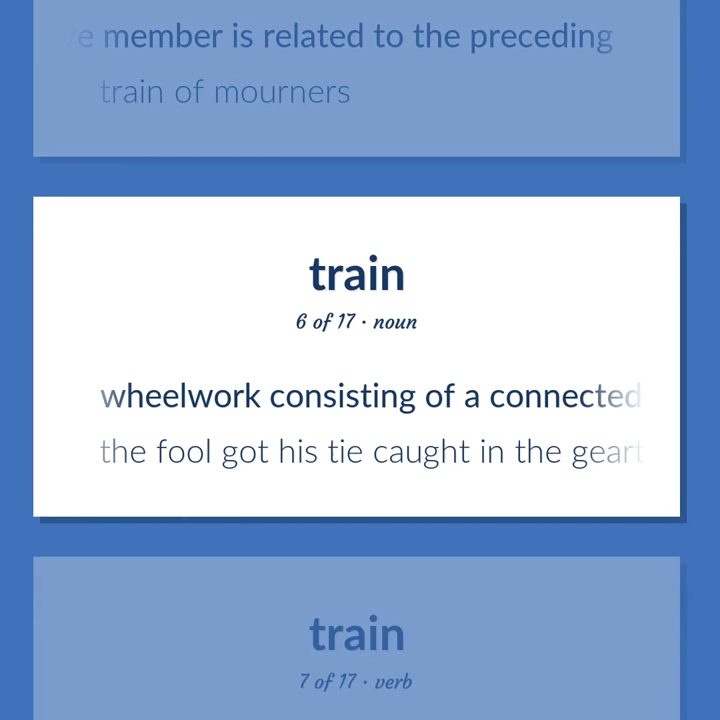 member is related to the preceding
train of mourners
train
6 of 17 · noun
wheelwork consisting of a connected
the fool got his tie caught in the geart
train
7 of 17 · verb